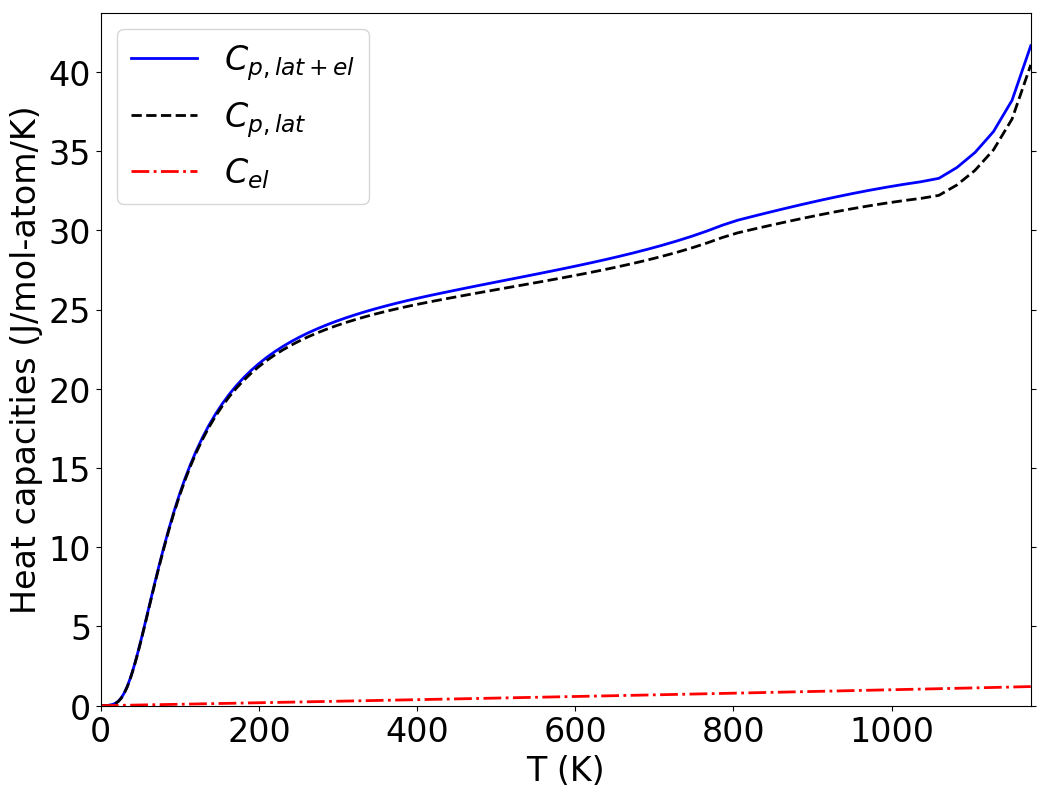 C_{p, lat+el}
C_{p, lat}
C_{el}
Heat capacities (J/mol-atom/K)
40
35
30
25
20
15
10
5
0
0 200 400 600 800 1000
T (K)